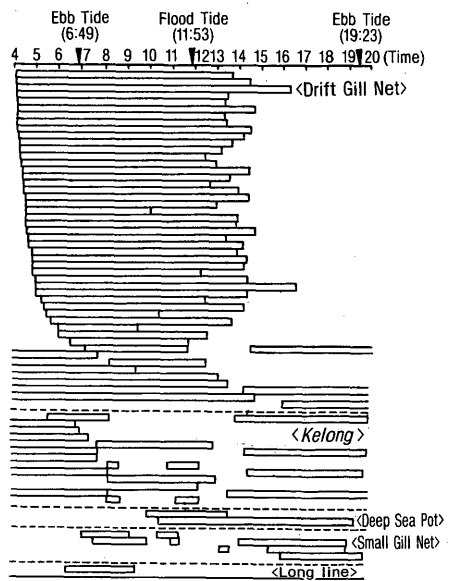 Ebb Tide Flood Tide Ebb Tide
(6:49) (11:53) (19:23)
4 5 6 7 8 9 10 11 12 13 14 15 16 17 18 19 20 (Time)
<Drift Gill Net>
<Kelong>
<Deep Sea Pot>
<Small Gill Net>
<Long line>